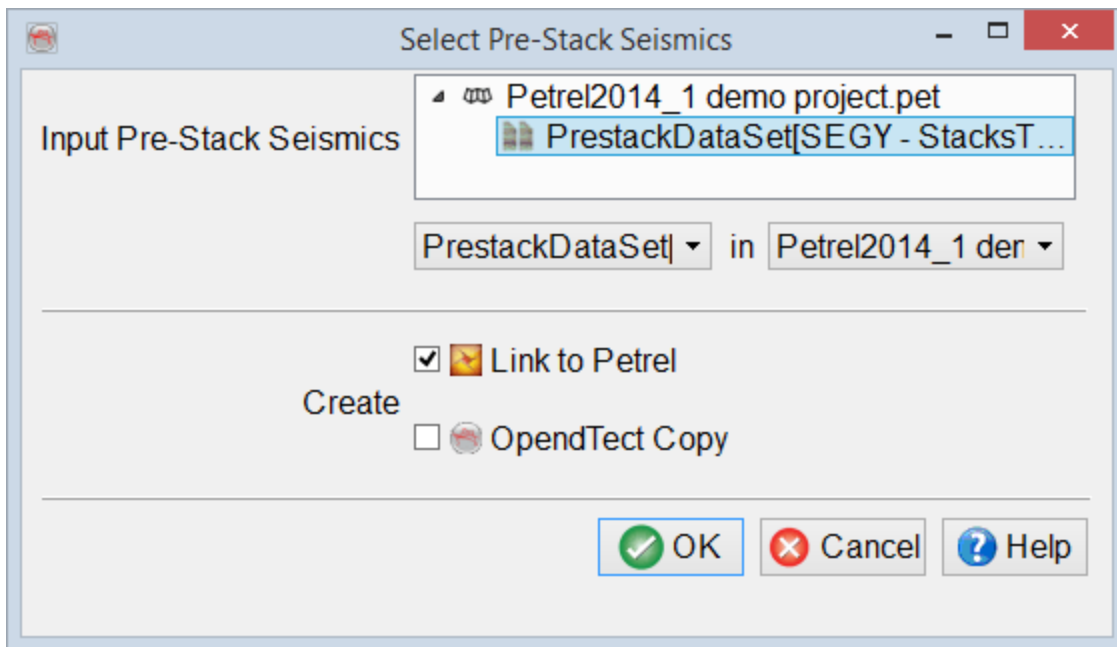 Select Pre-Stack Seismics
Petrel2014_1 demo project.pet
Input Pre-Stack Seismics
PrestackDataSet[SEGY - StacksT...
PrestackDataSet[ in Petrel2014_1 den
Link to Petrel
Create
OpendTect Copy
OK Cancel Help